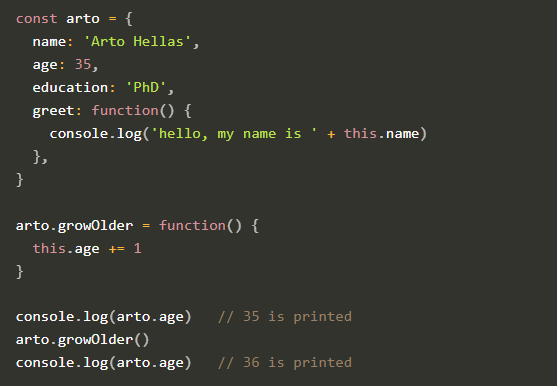 const arto = {
  name: 'Arto Hellas',
  age: 35,
  education: 'PhD',
  greet: function() {
    console.log('hello, my name is ' + this.name)
  },
}

arto.growOlder = function() {
  this.age += 1
}

console.log(arto.age)   // 35 is printed
arto.growOlder()
console.log(arto.age)   // 36 is printed